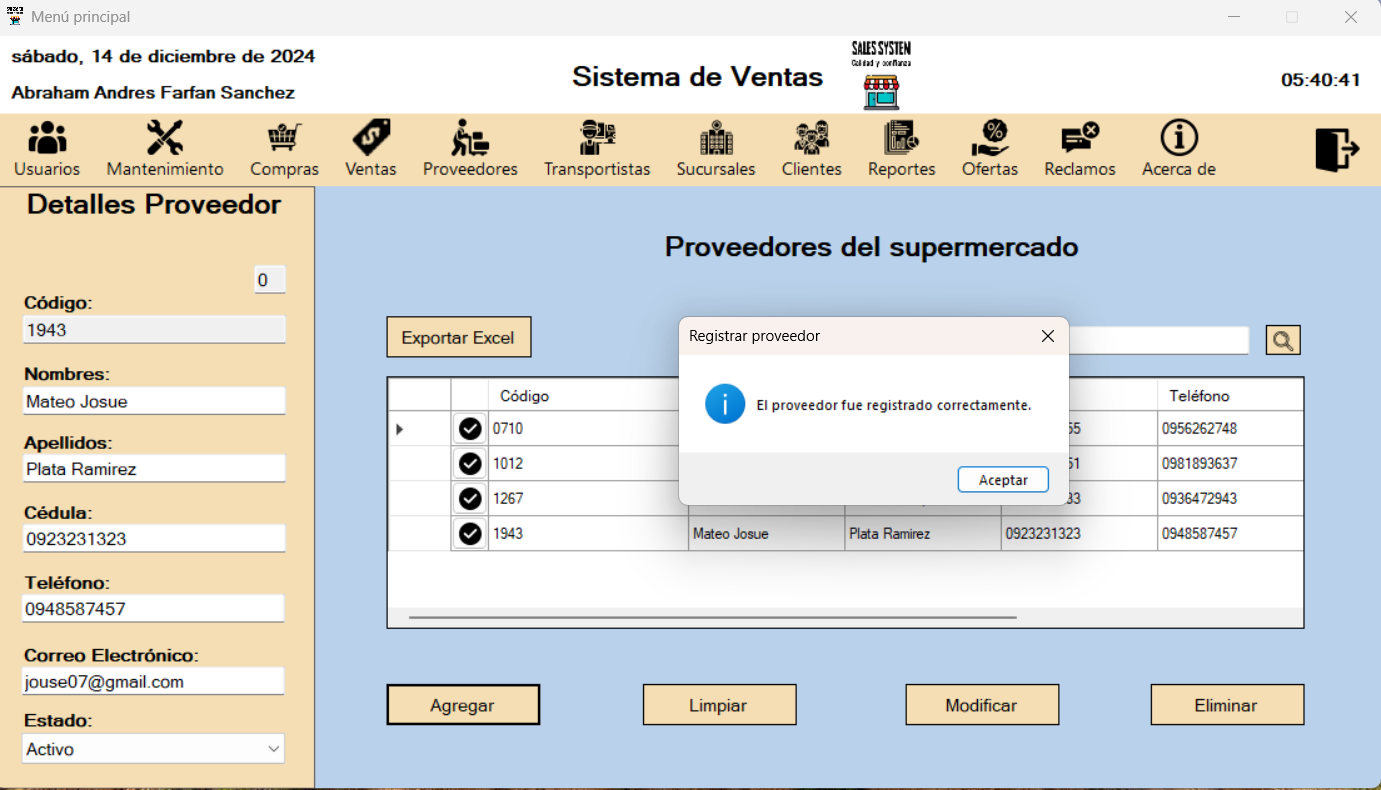 Menú principal
sábado, 14 de diciembre de 2024
Abraham Andres Farfan Sanchez
Sistema de Ventas
SALES SYSTEN
Calidad y confianza
05:40:41
Usuarios
Mantenimiento
Compras
Ventas
Proveedores
Transportistas
Sucursales
Clientes
Reportes
Ofertas
Reclamos
Acerca de
Detalles Proveedor
0
Código:
1943
Nombres:
Mateo Josue
Apellidos:
Plata Ramirez
Cédula:
0923231323
Teléfono:
0948587457
Correo Electrónico:
jouse07@gmail.com
Estado:
Activo
Proveedores del supermercado
Exportar Excel
Registrar proveedor
El proveedor fue registrado correctamente.
Aceptar
Código Teléfono
0710 0956262748
1012 0981893637
1267 0936472943
1943 Mateo Josue Plata Ramirez 0923231323 0948587457
Agregar
Limpiar
Modificar
Eliminar